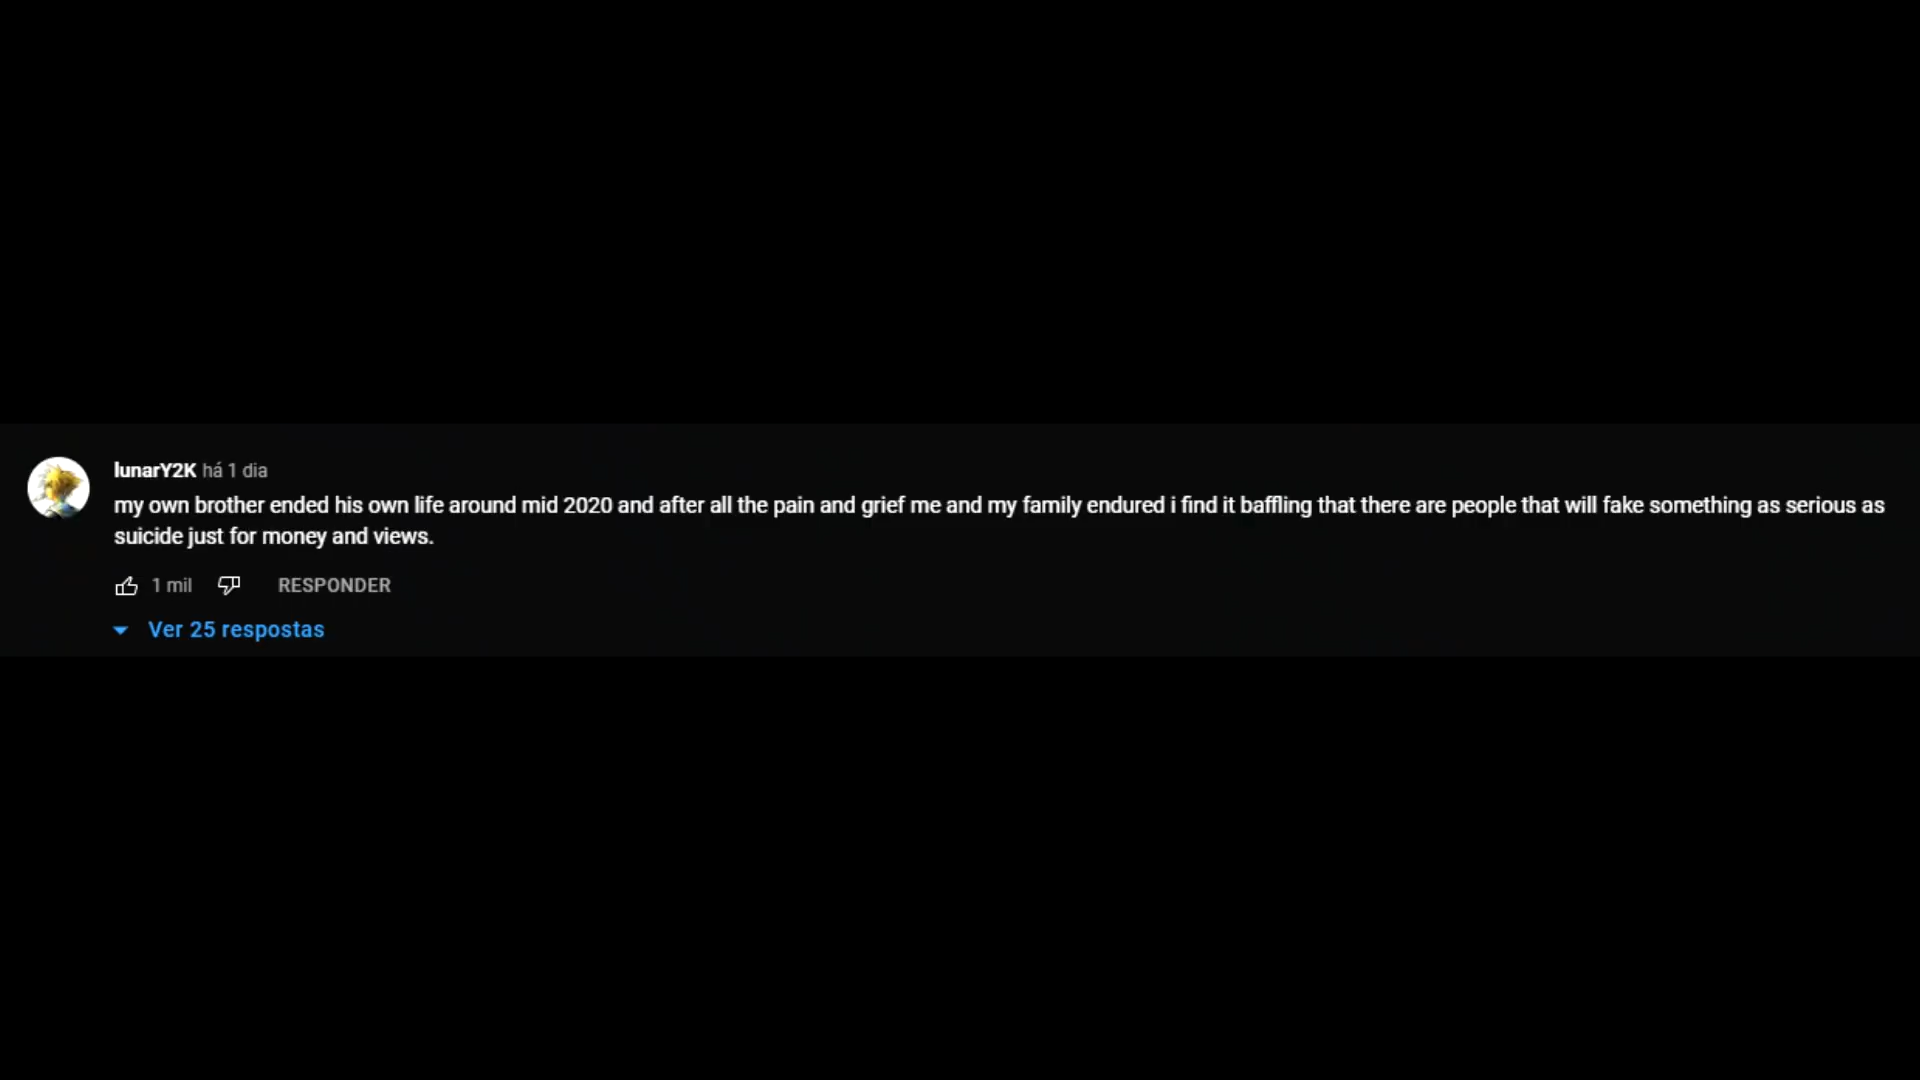 lunarY2K há 1 dia
my own brother ended his own life around mid 2020 and after all the pain and grief me and my family endured i find it baffling that there are people that will fake something as serious as
suicide just for money and views.
1 mil RESPONDER
Ver 25 respostas